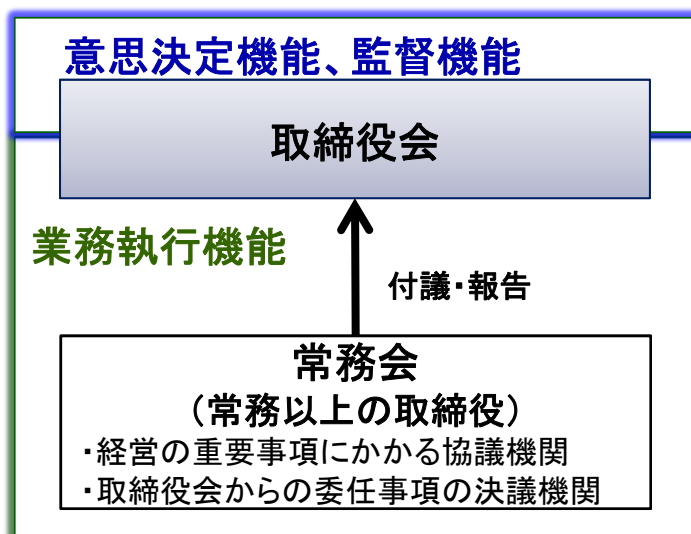 意思決定機能、監督機能
取締役会
業務執行機能
付議・報告
常務会
（常務以上の取締役）
・経営の重要事項にかかる協議機関
・取締役会からの委任事項の決議機関